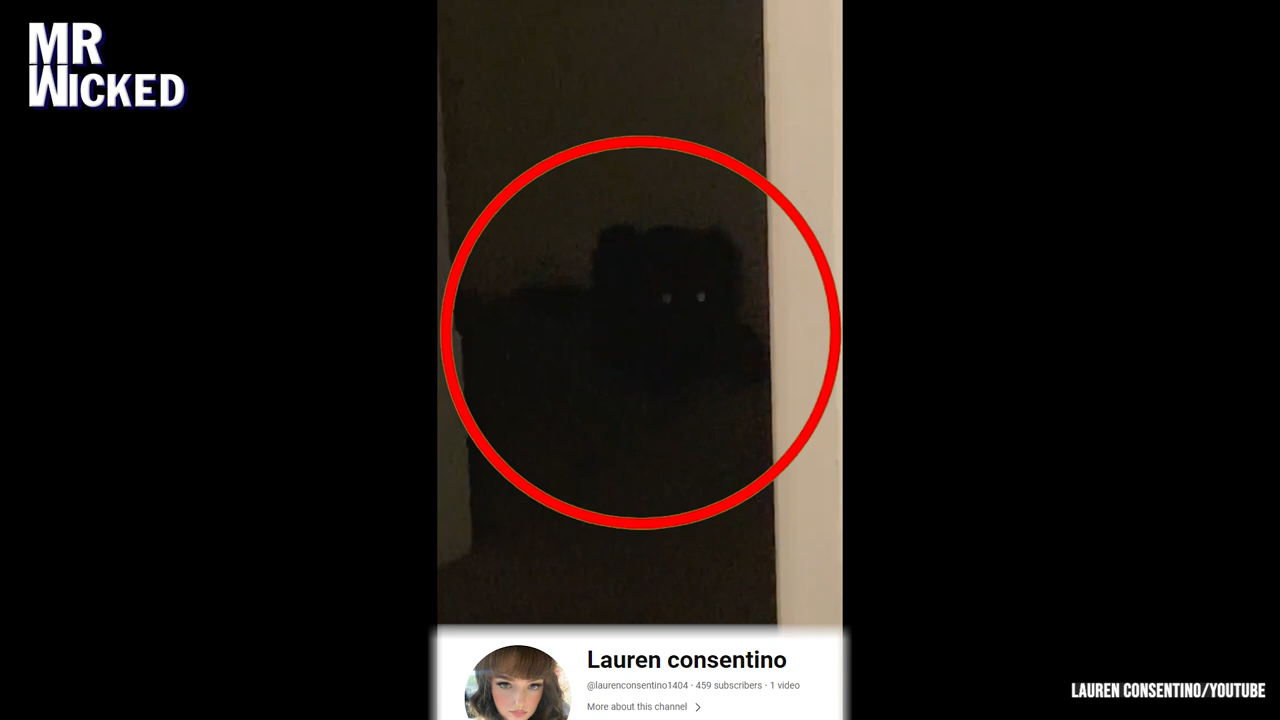 MR
WICKED
Lauren consentino
@laurenconsentino1404 · 459 subscribers · 1 video
More about this channel >
LAUREN CONSENTINO/YOUTUBE